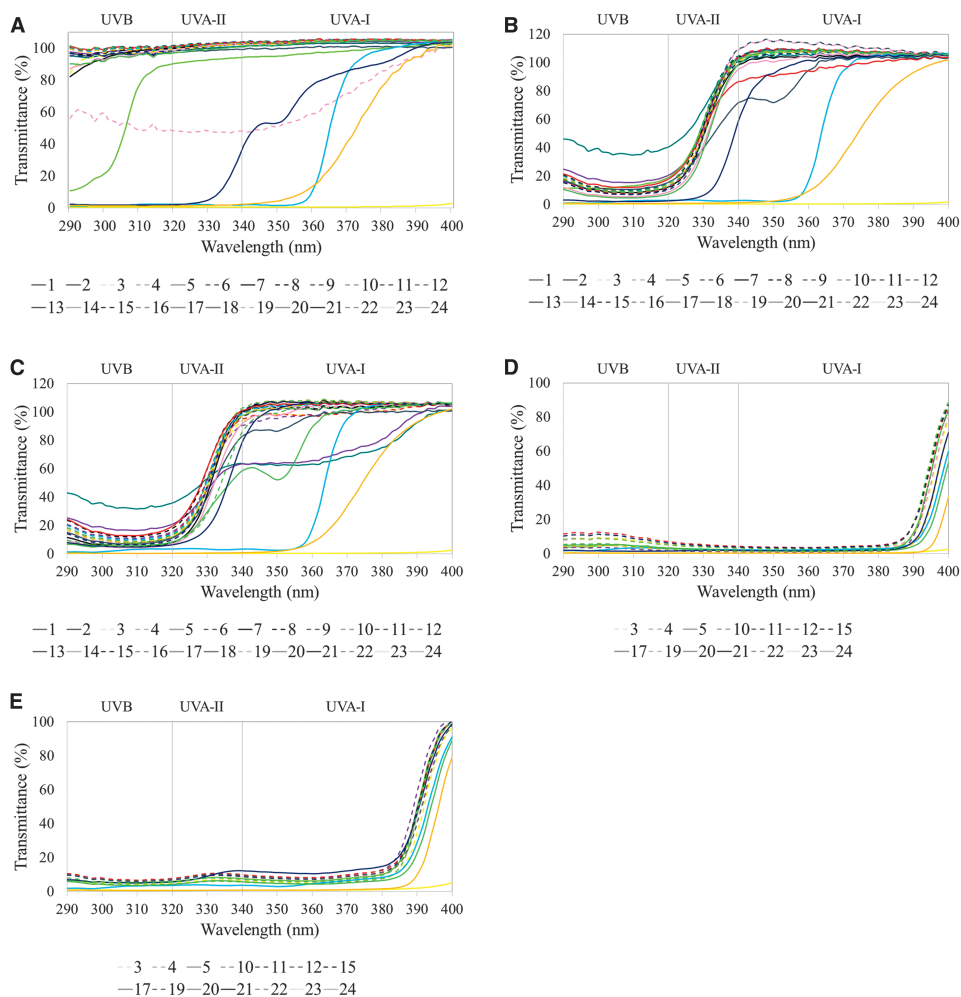 A
UVB UVA-II UVA-I
Transmittance (%)
100
80
60
40
20
0
290 300 310 320 330 340 350 360 370 380 390 400
Wavelength (nm)
1 2 3 4 5 6 7 8 9 10 11 12
13 14 15 16 17 18 19 20 21 22 23 24
B
UVB UVA-II UVA-I
Transmittance (%)
120
100
80
60
40
20
0
290 300 310 320 330 340 350 360 370 380 390 400
Wavelength (nm)
1 2 3 4 5 6 7 8 9 10 11 12
13 14 15 16 17 18 19 20 21 22 23 24
C
UVB UVA-II UVA-I
Transmittance (%)
120
100
80
60
40
20
0
290 300 310 320 330 340 350 360 370 380 390 400
Wavelength (nm)
1 2 3 4 5 6 7 8 9 10 11 12
13 14 15 16 17 18 19 20 21 22 23 24
D
UVB UVA-II UVA-I
Transmittance (%)
100
80
60
40
20
0
290 300 310 320 330 340 350 360 370 380 390 400
Wavelength (nm)
3 4 5 10 11 12 15
17 19 20 21 22 23 24
E
UVB UVA-II UVA-I
Transmittance (%)
100
80
60
40
20
0
290 300 310 320 330 340 350 360 370 380 390 400
Wavelength (nm)
3 4 5 10 11 12 15
17 19 20 21 22 23 24